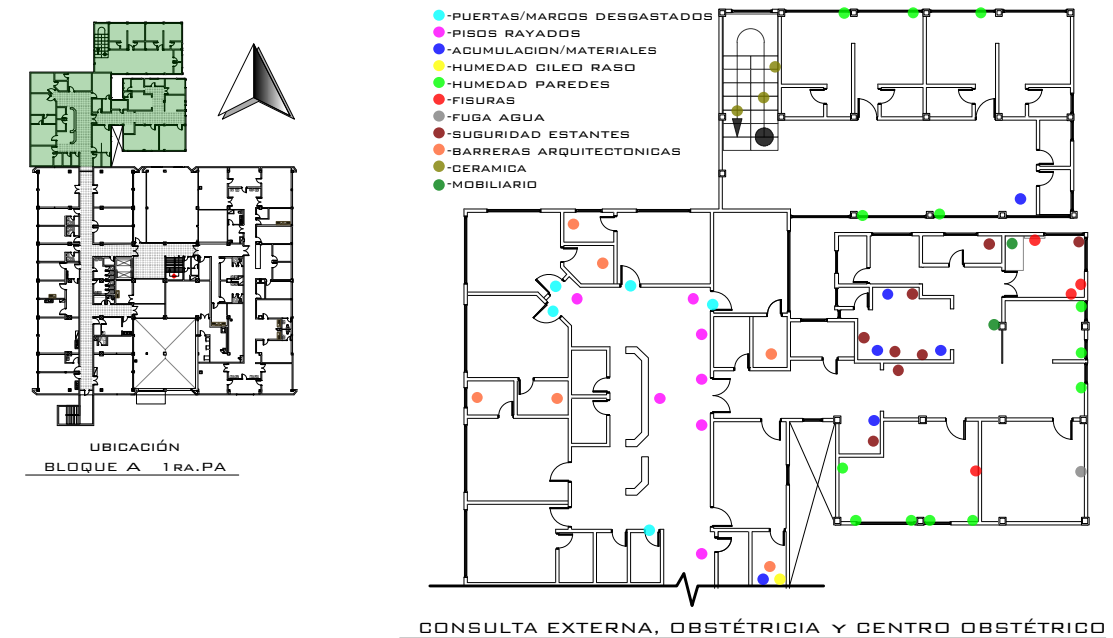 -PUERTAS/MARCOS DESGASTADOS
-PISOS RAYADOS
-ACUMULACION/MATERIALES
-HUMEDAD CILEO RASO
-HUMEDAD PAREDES
-FISURAS
-FUGA AGUA
-SUGURIDAD ESTANTES
-BARRERAS ARQUITECTONICAS
-CERAMICA
-MOBILIARIO
UBICACIÓN
BLOQUE A 1RA.PA
CONSULTA EXTERNA, OBSTÉTRICIA Y CENTRO OBSTÉTRICO